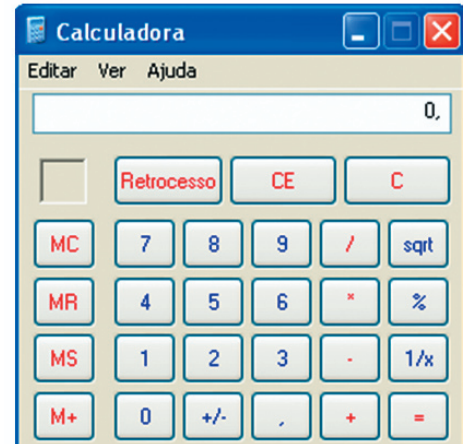 Calculadora
Editar Ver Ajuda
0,
Retrocesso CE C
MC 7 8 9 / sqrt
MR 4 5 6 * %
MS 1 2 3 - 1/x
M+ 0 +/- , + =